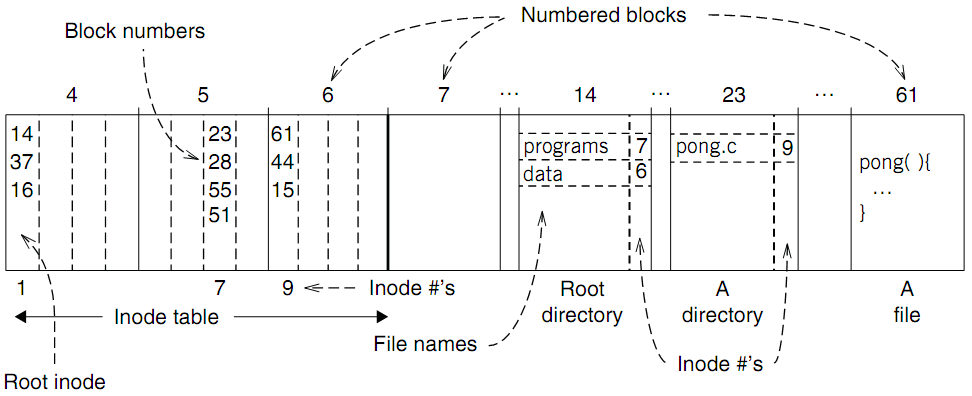 Block numbers
Numbered blocks
4 5 6 7 ... 14 ... 23 ... 61
14 23 61
37 28 44
16 55 15
51
programs 7
data 6
pong.c 9
pong( ){
...
}
1 7 9 Inode #'s
Inode table
Root directory
A directory
A file
File names
Inode #'s
Root inode